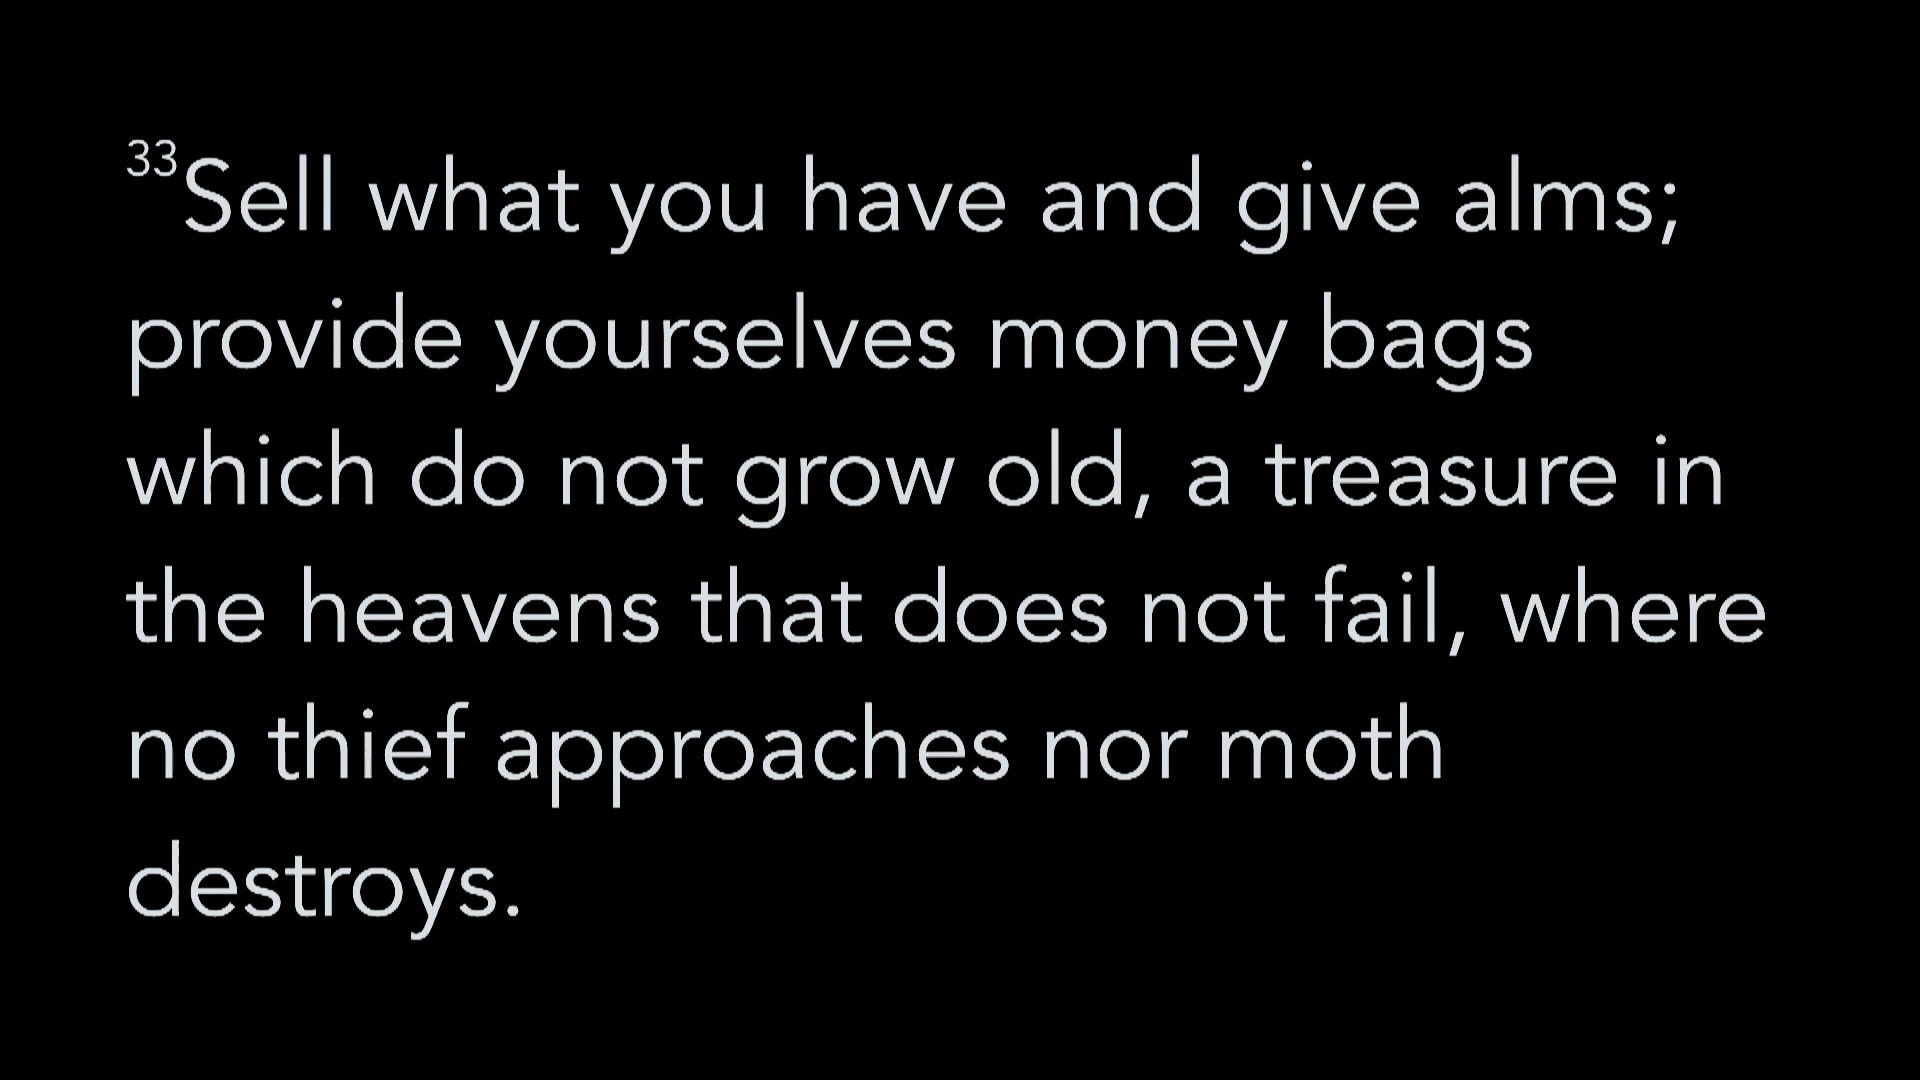 33Sell what you have and give alms;
provide yourselves money bags
which do not grow old, a treasure in
the heavens that does not fail, where
no thief approaches nor moth
destroys.